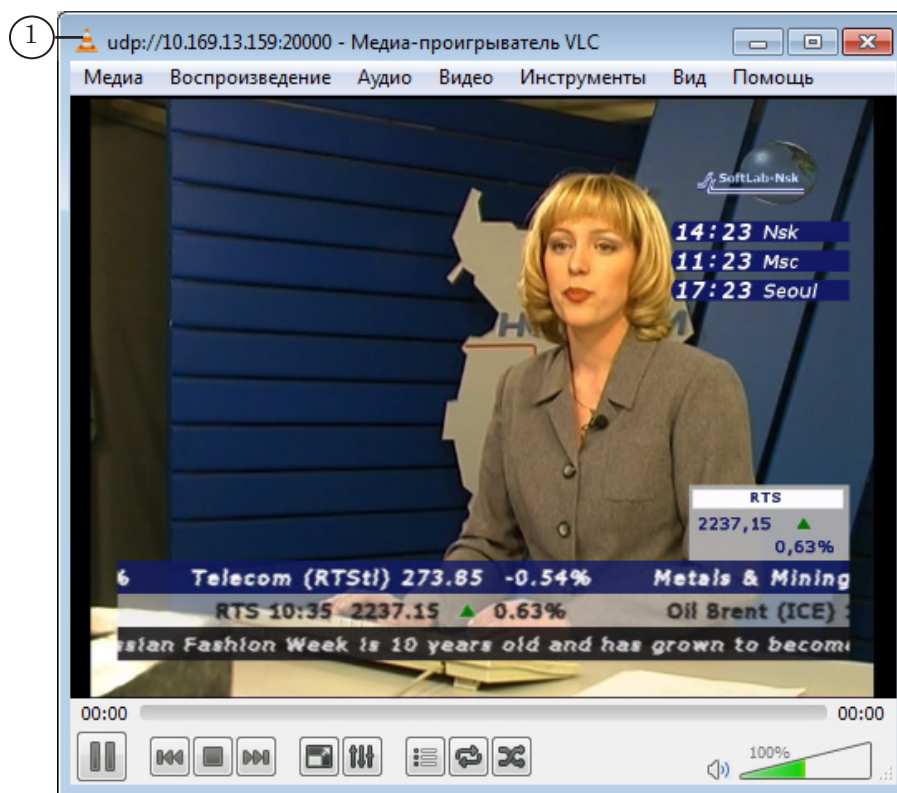 1
udp://10.169.13.159:20000 - Медиа-проигрыватель VLC
Медиа Воспроизведение Аудио Видео Инструменты Вид Помощь
SoftLab-Nsk
14:23 Nsk
11:23 Msc
17:23 Seoul
RTS
2237,15 ▲
0,63%
% Telecom (RTStl) 273.85 -0.54% Metals & Mining
RTS 10:35 2237.15 ▲ 0.63% Oil Brent (ICE)
ssian Fashion Week is 10 years old and has grown to become
00:00 00:00
100%